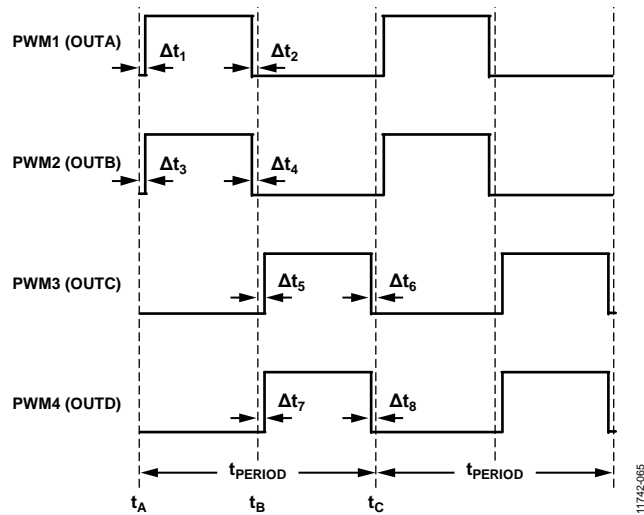 PWM1 (OUTA)
Δt1
Δt2
PWM2 (OUTB)
Δt3
Δt4
PWM3 (OUTC)
Δt5
Δt6
PWM4 (OUTD)
Δt7
Δt8
tPERIOD
tPERIOD
tA
tB
tC
11742-065